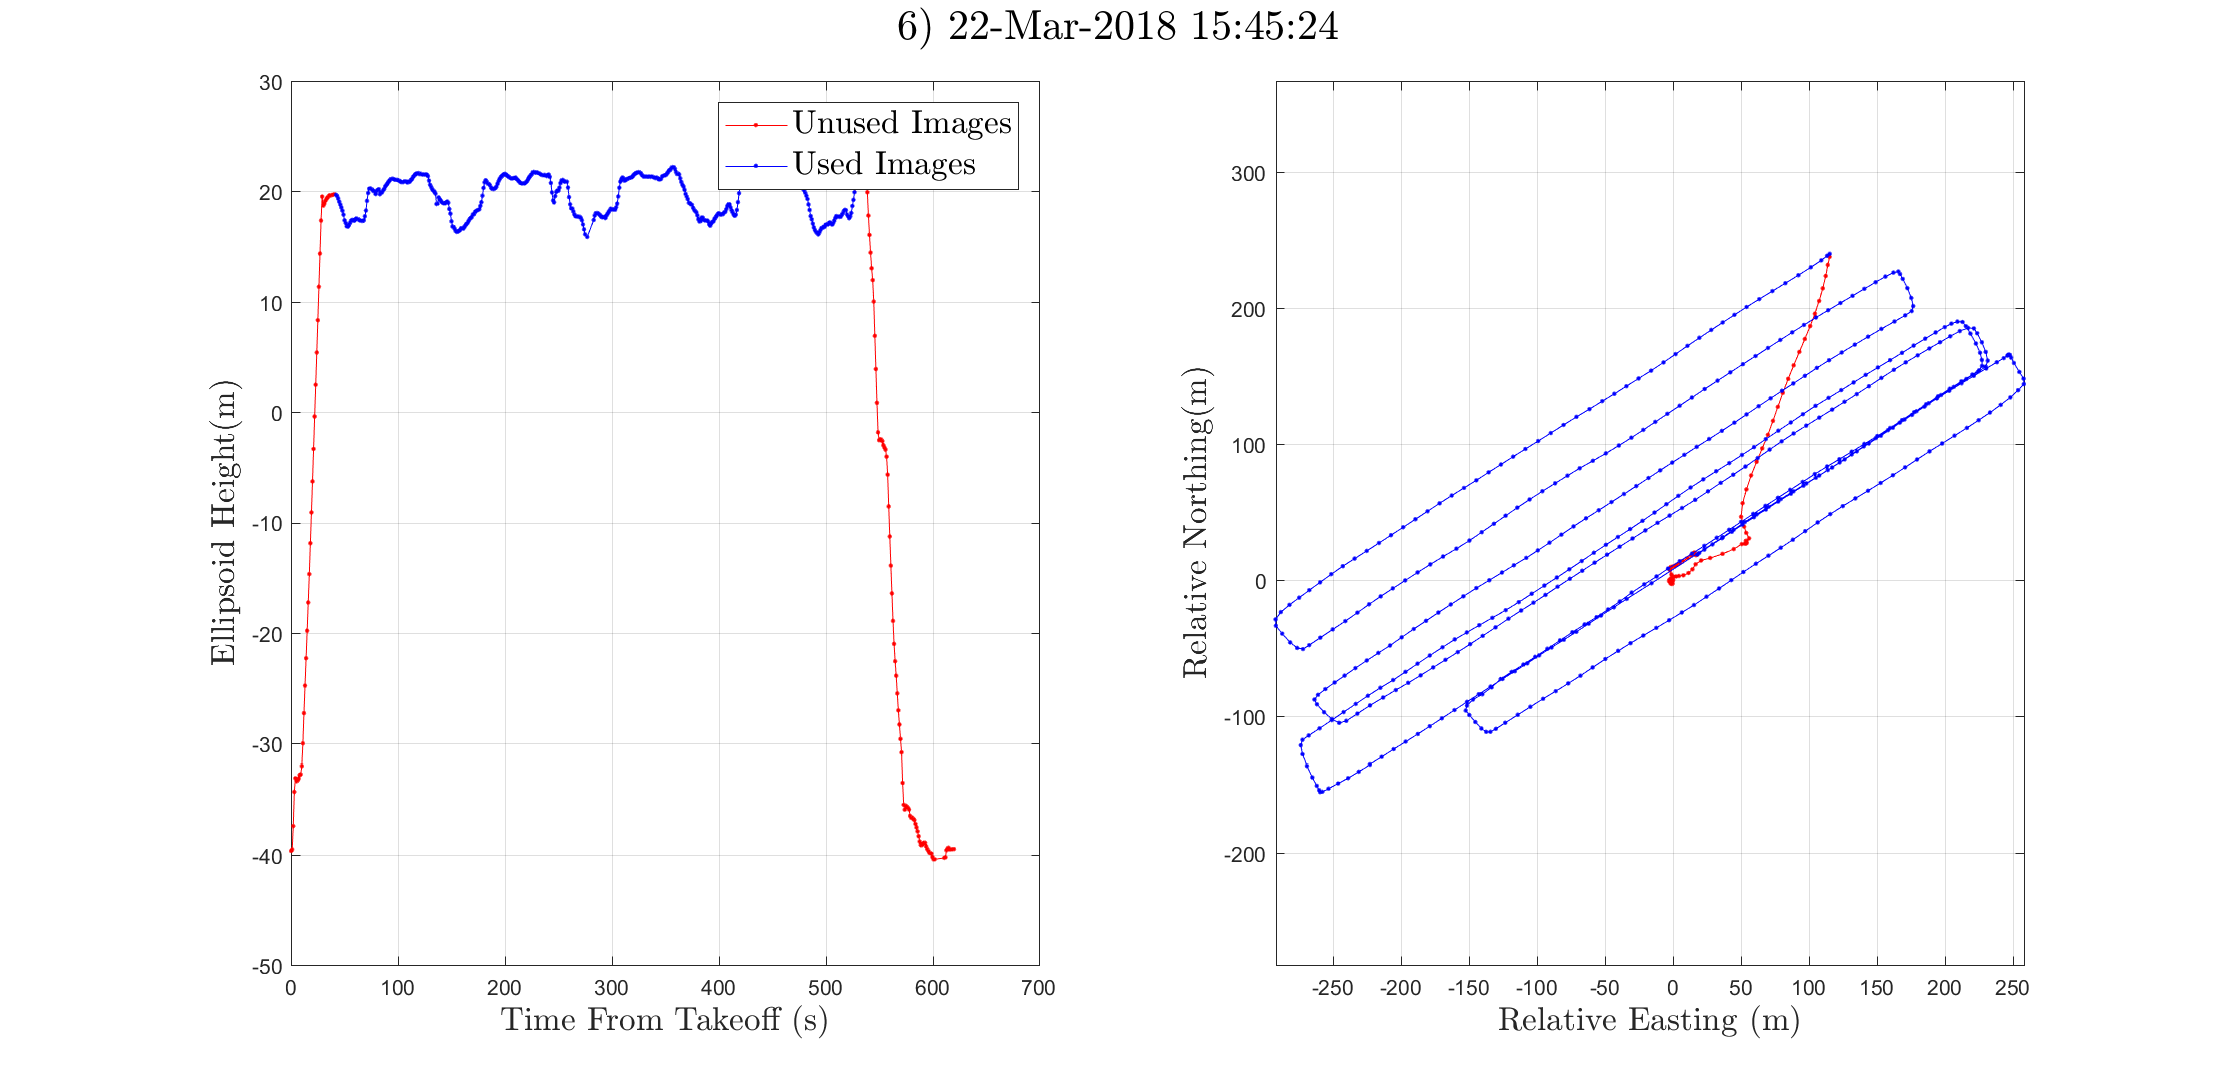 6) 22-Mar-2018 15:45:24
Ellipsoid Height(m)
30
20
10
0
-10
-20
-30
-40
-50
Unused Images
Used Images
0 100 200 300 400 500 600 700
Time From Takeoff (s)
Relative Northing(m)
300
200
100
0
-100
-200
-250 -200 -150 -100 -50 0 50 100 150 200 250
Relative Easting (m)